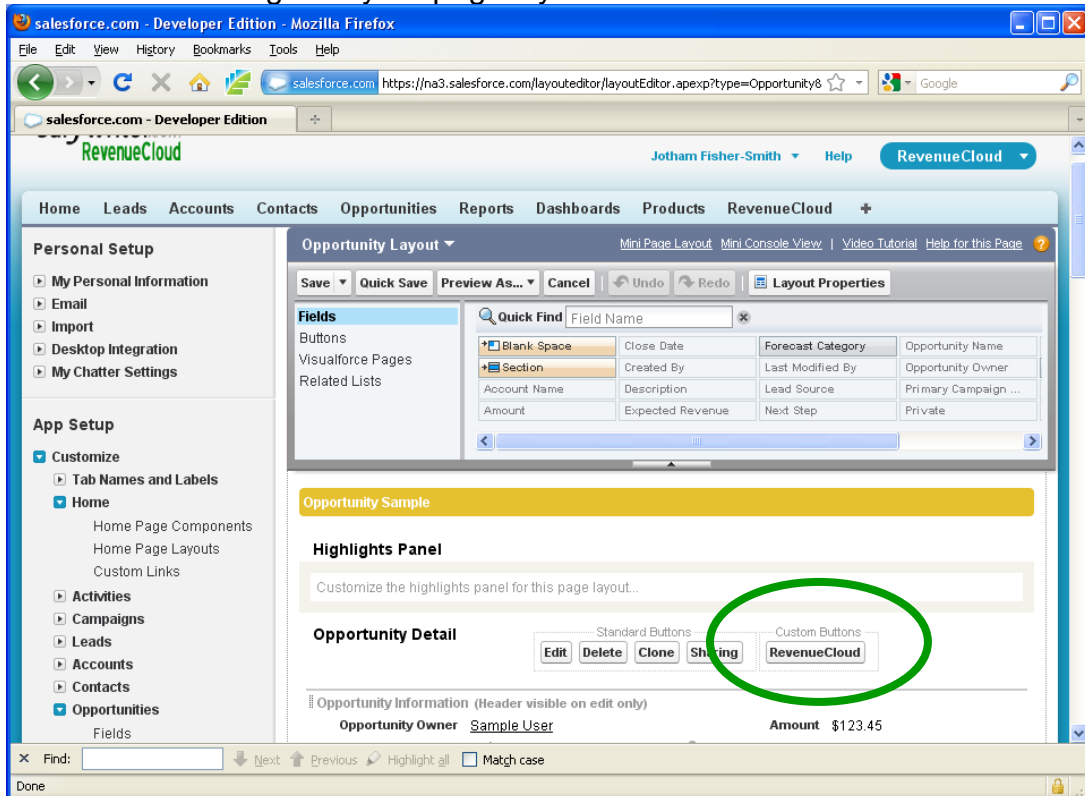 salesforce.com - Developer Edition - Mozilla Firefox
File Edit View History Bookmarks Tools Help
salesforce.com https://na3.salesforce.com/layouteditor/layoutEditor.apexp?type=Opportunity& Google
salesforce.com - Developer Edition
RevenueCloud
Jotham Fisher-Smith Help RevenueCloud
Home Leads Accounts Contacts Opportunities Reports Dashboards Products RevenueCloud +
Personal Setup
My Personal Information
Email
Import
Desktop Integration
My Chatter Settings
App Setup
Customize
Tab Names and Labels
Home
Home Page Components
Home Page Layouts
Custom Links
Activities
Campaigns
Leads
Accounts
Contacts
Opportunities
Fields
Opportunity Layout Mini Page Layout Mini Console View | Video Tutorial Help for this Page ?
Save Quick Save Preview As... Cancel Undo Redo Layout Properties
Fields
Buttons
Visualforce Pages
Related Lists
Quick Find Field Name
Blank Space Close Date Forecast Category Opportunity Name
Section Created By Last Modified By Opportunity Owner
Account Name Description Lead Source Primary Campaign ...
Amount Expected Revenue Next Step Private
Opportunity Sample
Highlights Panel
Customize the highlights panel for this page layout...
Opportunity Detail
Standard Buttons Custom Buttons
Edit Delete Clone Sharing RevenueCloud
Opportunity Information (Header visible on edit only)
Opportunity Owner Sample User Amount $123.45
Find: Next Previous Highlight all Match case
Done